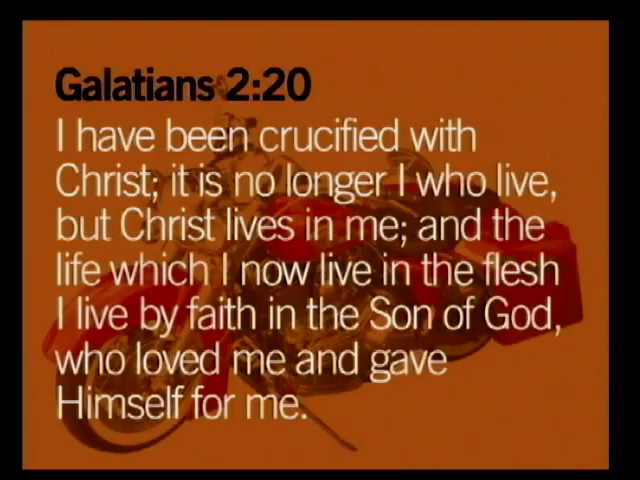 Galatians 2:20
I have been crucified with
Christ; it is no longer I who live,
but Christ lives in me; and the
life which I now live in the flesh
I live by faith in the Son of God,
who loved me and gave
Himself for me.